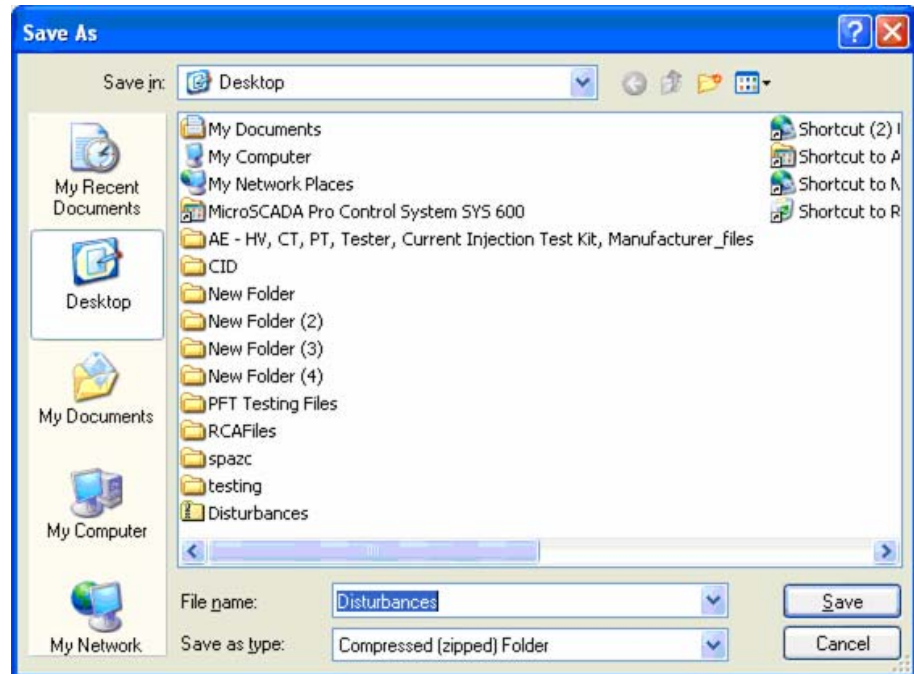 Save As
Save in: Desktop
My Recent
Documents
Desktop
My Documents
My Computer
My Network
My Documents
My Computer
My Network Places
MicroSCADA Pro Control System SYS 600
AE - HV, CT, PT, Tester, Current Injection Test Kit, Manufacturer_files
CID
New Folder
New Folder (2)
New Folder (3)
New Folder (4)
PFT Testing Files
RCAFiles
spazc
testing
Disturbances
Shortcut (2)
Shortcut to A
Shortcut to
Shortcut to R
File name: Disturbances Save
Save as type: Compressed (zipped) Folder Cancel